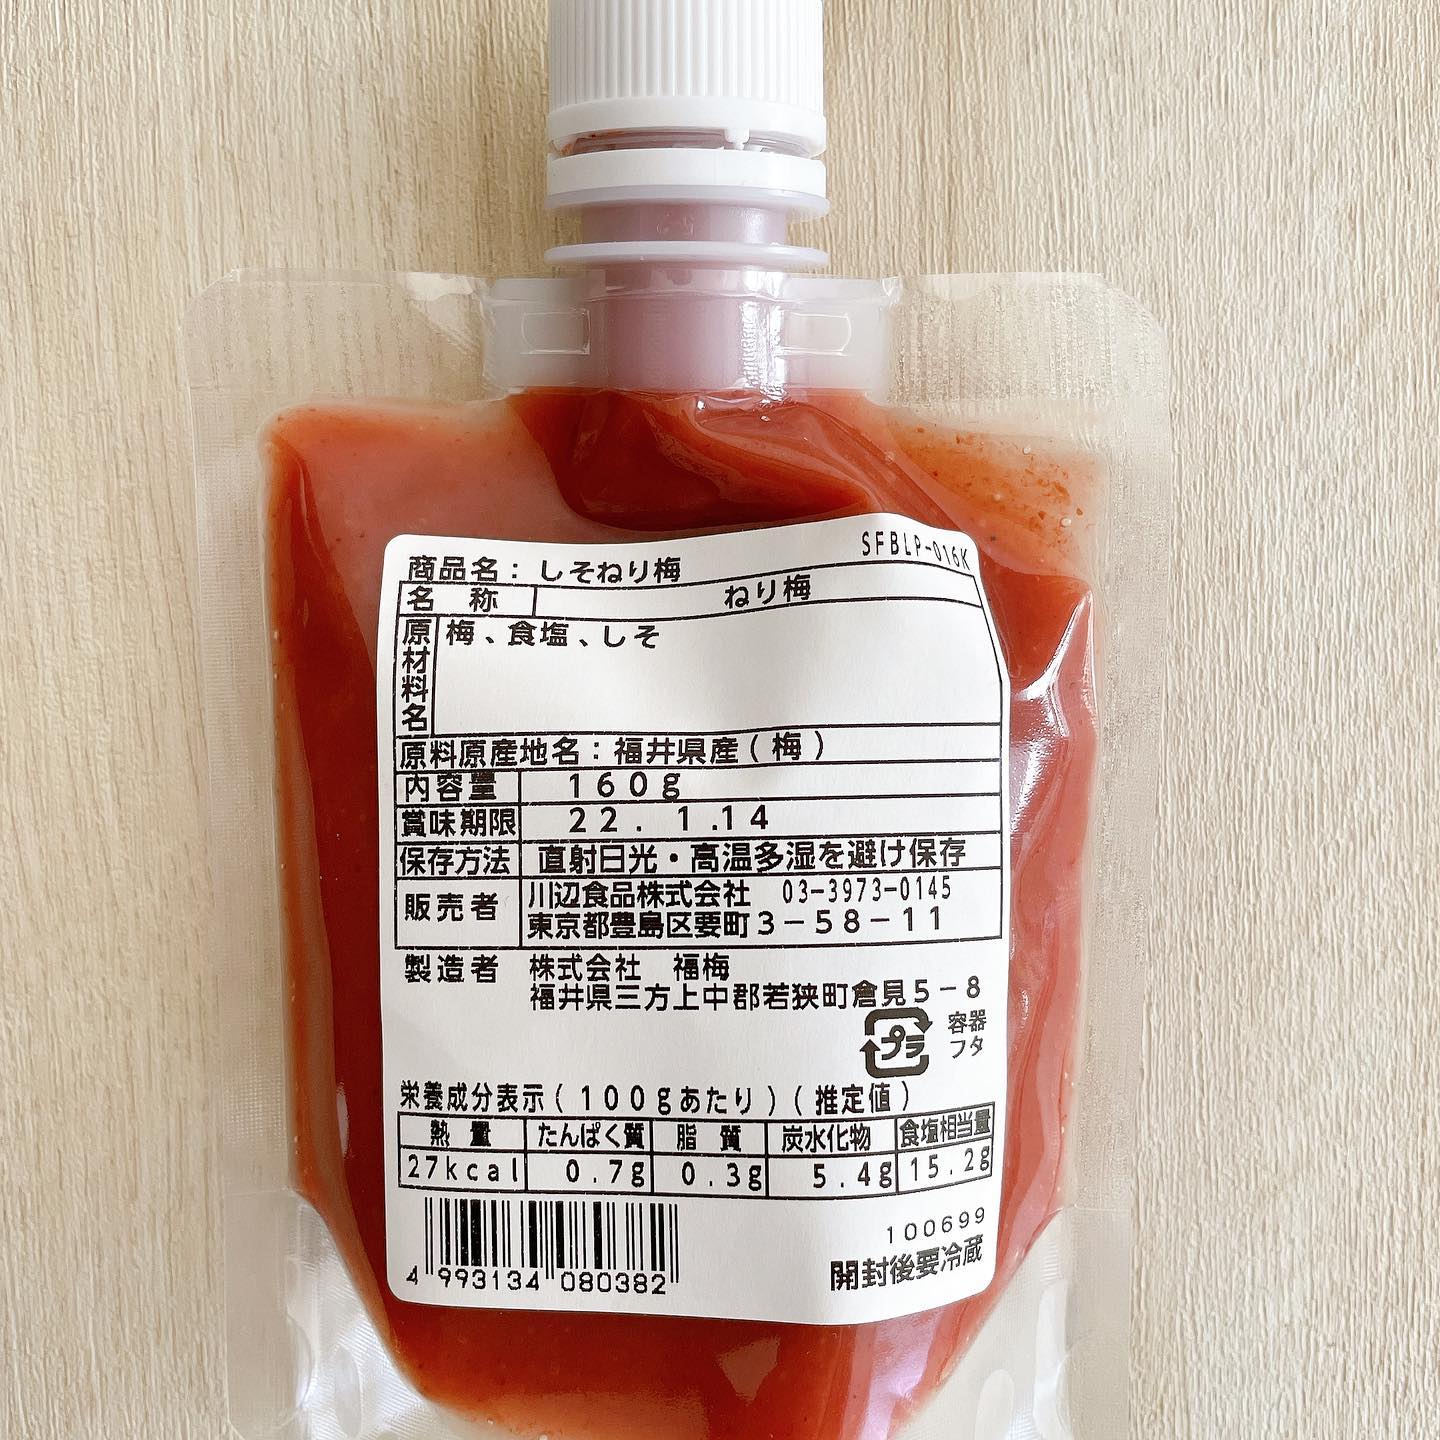 SFBLP-016K
商品名：しそねり梅
名 称 ねり梅
原材料名 梅、食塩、しそ
原料原産地名：福井県産(梅)
内容量 160g
賞味期限 22. 1.14
保存方法 直射日光・高温多湿を避け保存
販売者 川辺食品株式会社 03-3973-0145
東京都豊島区要町3-58-11
製造者 株式会社 福梅
福井県三方上中郡若狭町倉見5-8
プラ 容器
フタ
栄養成分表示(100gあたり)(推定値)
熱 量 たんぱく質 脂 質 炭水化物 食塩相当量
27kcal 0.7g 0.3g 5.4g 15.2g
100699
開封後要冷蔵
4 993134 080382